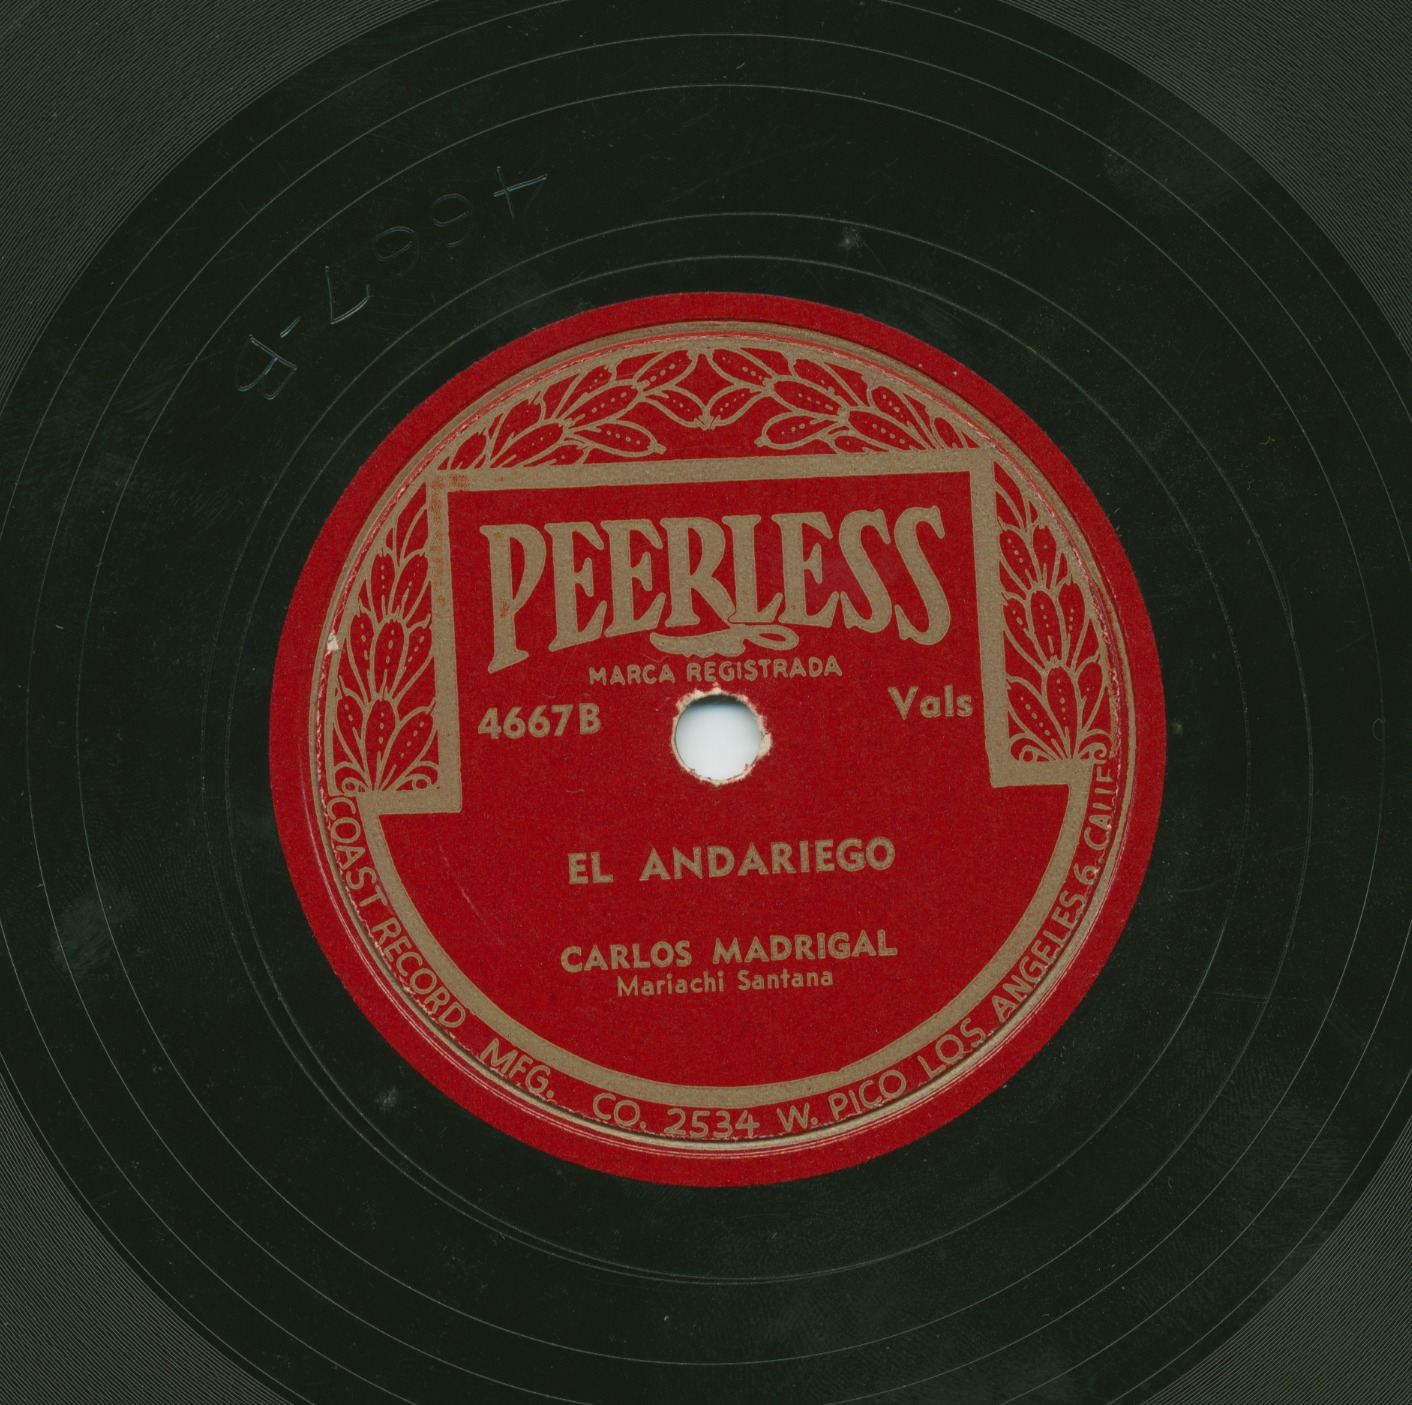 4667-B
PEERLESS
MARCA REGISTRADA
4667B
Vals
EL ANDARIEGO
CARLOS MADRIGAL
Mariachi Santana
COAST RECORD MFG. CO. 2534 W. PICO LOS ANGELES 6 CALIF